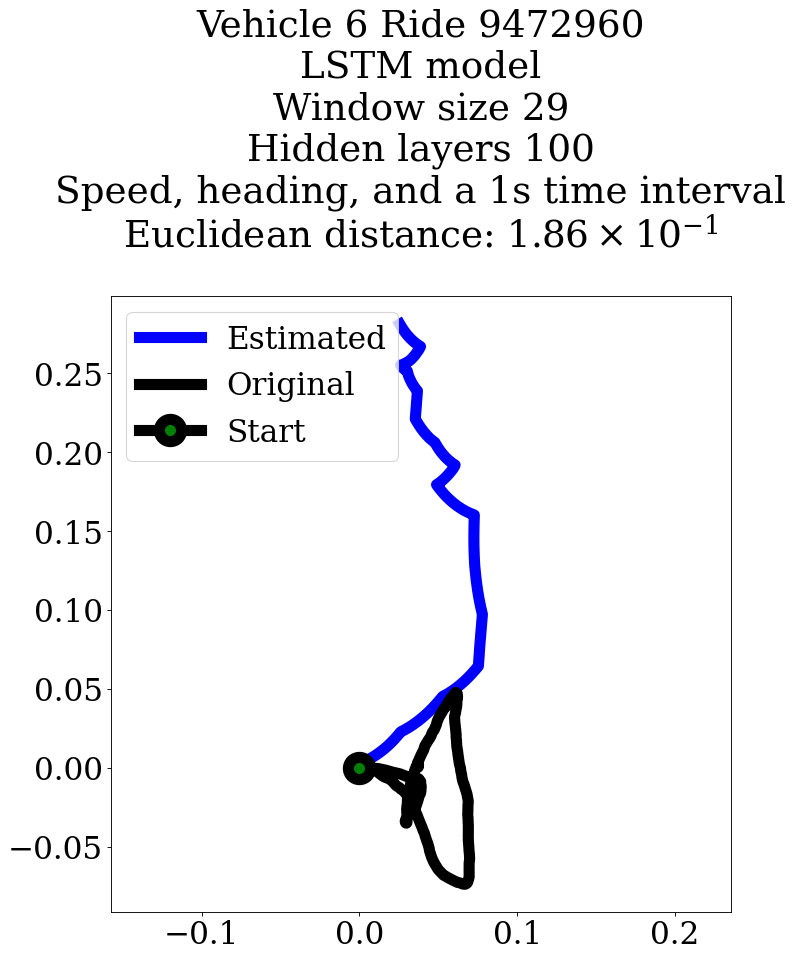 Vehicle 6 Ride 9472960
LSTM model
Window size 29
Hidden layers 100
Speed, heading, and a 1s time interval
Euclidean distance: 1.86 × 10⁻¹
Estimated
Original
Start
0.25
0.20
0.15
0.10
0.05
0.00
−0.05
−0.1
0.0
0.1
0.2